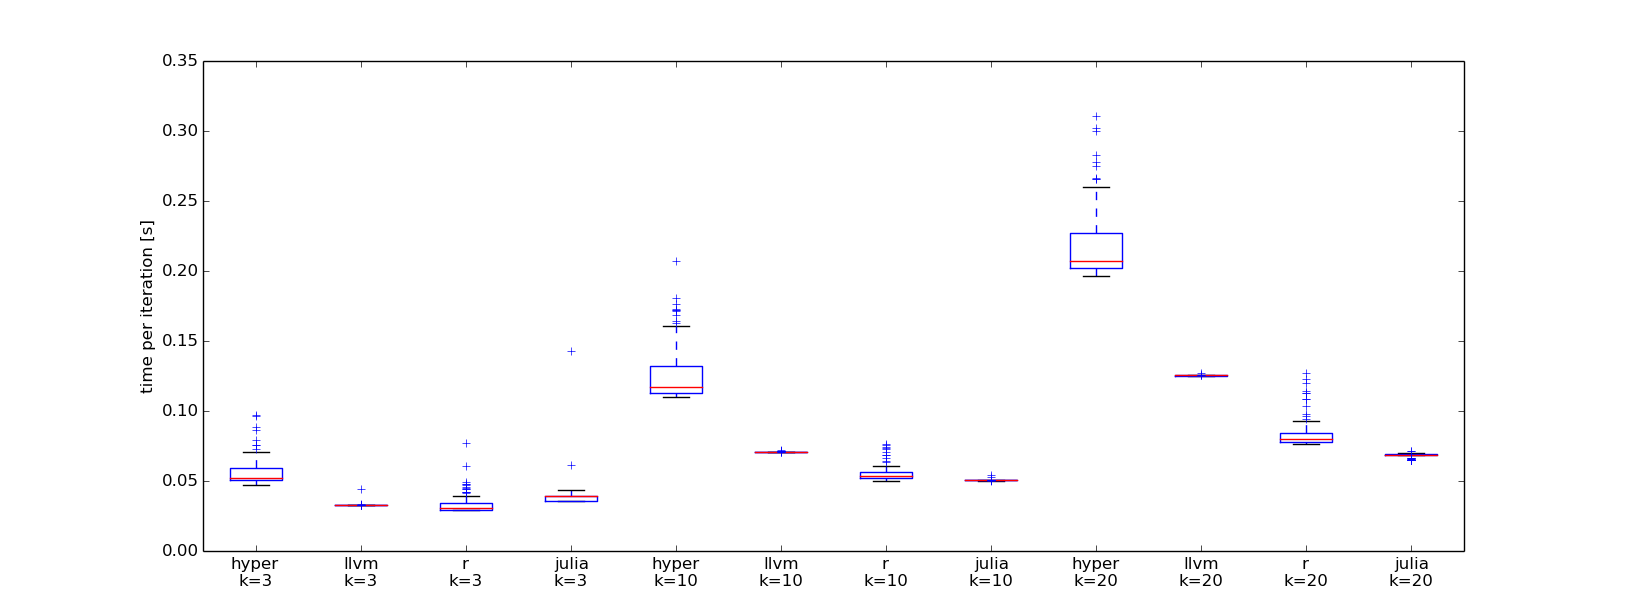 0.35
0.30
0.25
0.20
0.15
0.10
0.05
0.00
time per iteration [s]
hyper llvm r julia hyper llvm r julia hyper llvm r julia
k=3 k=3 k=3 k=3 k=10 k=10 k=10 k=10 k=20 k=20 k=20 k=20